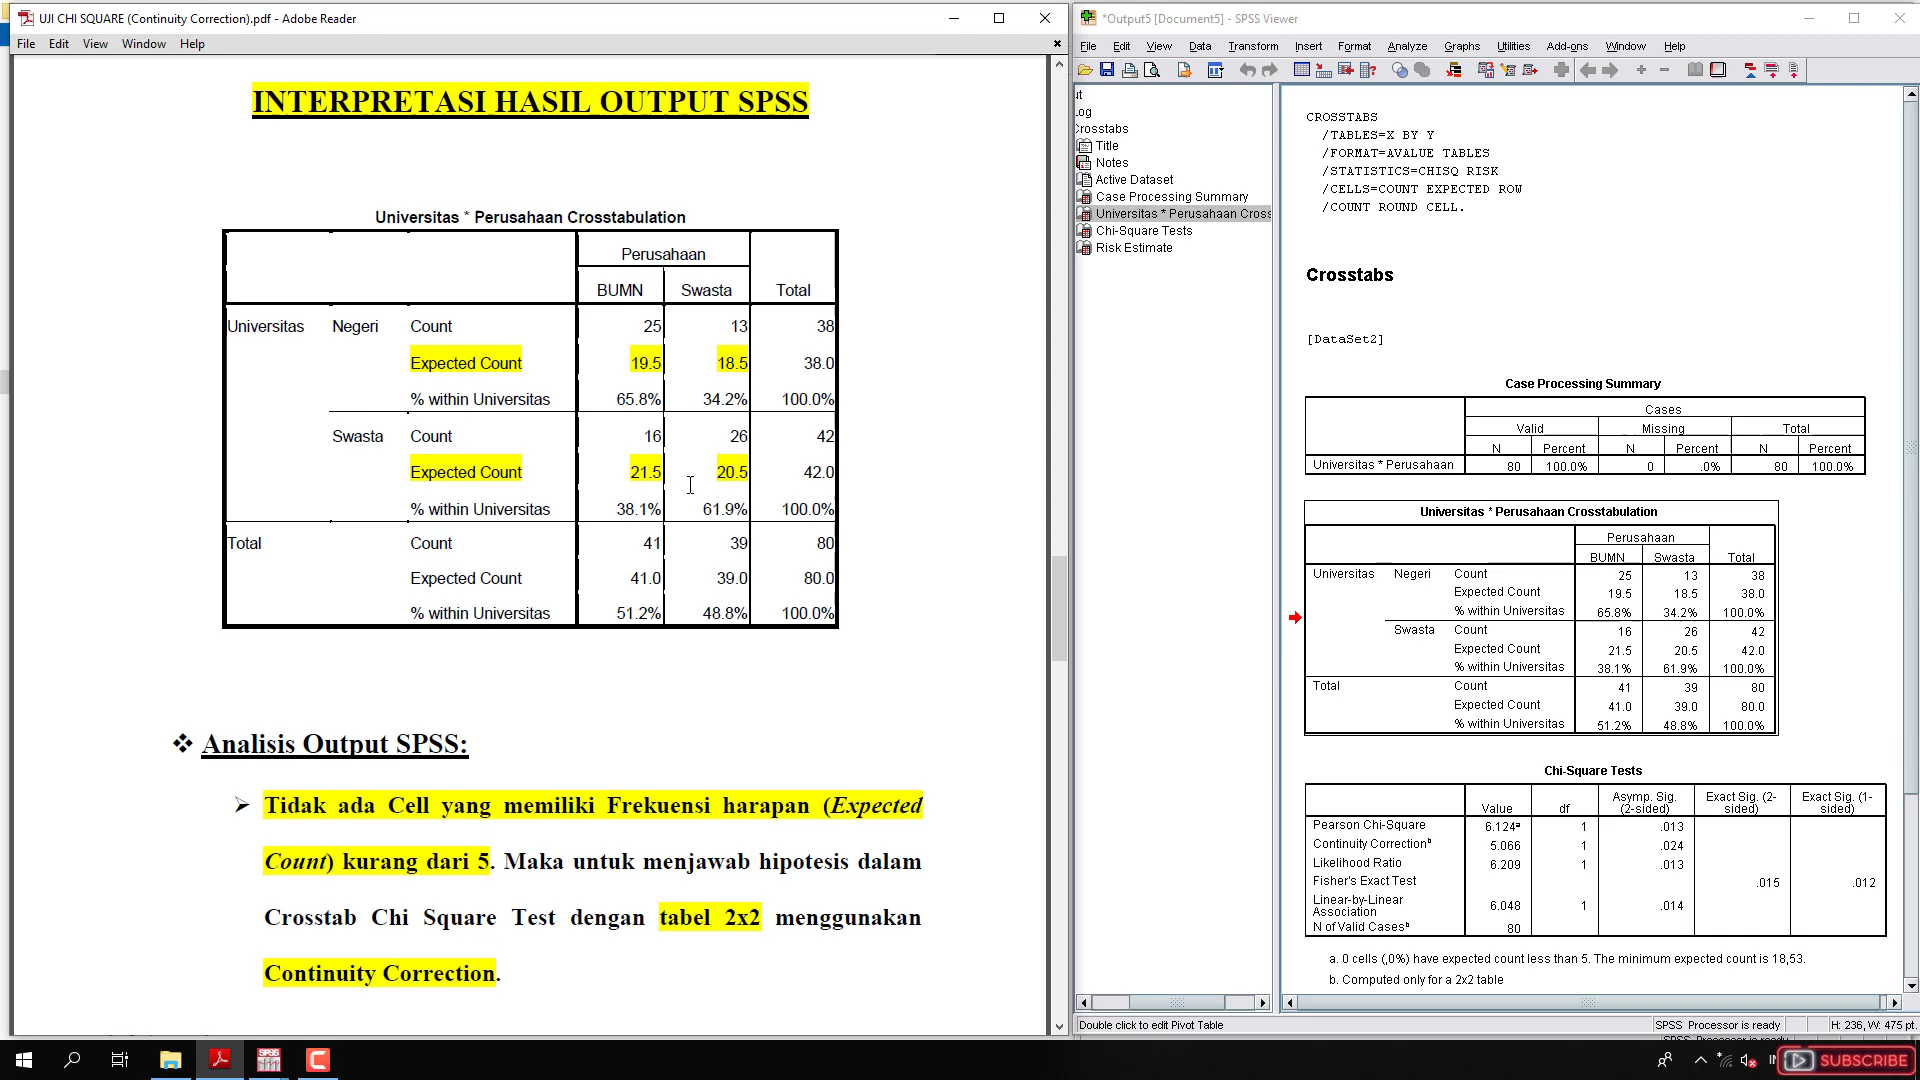 UJI CHI SQUARE (Continuity Correction).pdf - Adobe Reader
File Edit View Window Help
INTERPRETASI HASIL OUTPUT SPSS
Universitas * Perusahaan Crosstabulation
Perusahaan
BUMN Swasta Total
Universitas Negeri Count 25 13 38
Expected Count 19.5 18.5 38.0
% within Universitas 65.8% 34.2% 100.0%
Swasta Count 16 26 42
Expected Count 21.5 20.5 42.0
% within Universitas 38.1% 61.9% 100.0%
Total Count 41 39 80
Expected Count 41.0 39.0 80.0
% within Universitas 51.2% 48.8% 100.0%
❖ Analisis Output SPSS:
➢ Tidak ada Cell yang memiliki Frekuensi harapan (Expected
Count) kurang dari 5. Maka untuk menjawab hipotesis dalam
Crosstab Chi Square Test dengan tabel 2x2 menggunakan
Continuity Correction.
*Output5 [Document5] - SPSS Viewer
File Edit View Data Transform Insert Format Analyze Graphs Utilities Add-ons Window Help
ut
.og
Crosstabs
Title
Notes
Active Dataset
Case Processing Summary
Universitas * Perusahaan Cross
Chi-Square Tests
Risk Estimate
CROSSTABS
/TABLES=X BY Y
/FORMAT=AVALUE TABLES
/STATISTICS=CHISQ RISK
/CELLS=COUNT EXPECTED ROW
/COUNT ROUND CELL.
Crosstabs
[DataSet2]
Case Processing Summary
Cases
Valid Missing Total
N Percent N Percent N Percent
Universitas * Perusahaan 80 100.0% 0 .0% 80 100.0%
Universitas * Perusahaan Crosstabulation
Perusahaan
BUMN Swasta Total
Universitas Negeri Count 25 13 38
Expected Count 19.5 18.5 38.0
% within Universitas 65.8% 34.2% 100.0%
Swasta Count 16 26 42
Expected Count 21.5 20.5 42.0
% within Universitas 38.1% 61.9% 100.0%
Total Count 41 39 80
Expected Count 41.0 39.0 80.0
% within Universitas 51.2% 48.8% 100.0%
Chi-Square Tests
Value df Asymp. Sig. (2-sided) Exact Sig. (2-sided) Exact Sig. (1-sided)
Pearson Chi-Square 6.124a 1 .013
Continuity Correctionb 5.066 1 .024
Likelihood Ratio 6.209 1 .013
Fisher's Exact Test .015 .012
Linear-by-Linear Association 6.048 1 .014
N of Valid Casesb 80
a. 0 cells (,0%) have expected count less than 5. The minimum expected count is 18,53.
b. Computed only for a 2x2 table
Double click to edit Pivot Table SPSS Processor is ready H: 236, W: 475 pt.
SPSS
SUBSCRIBE